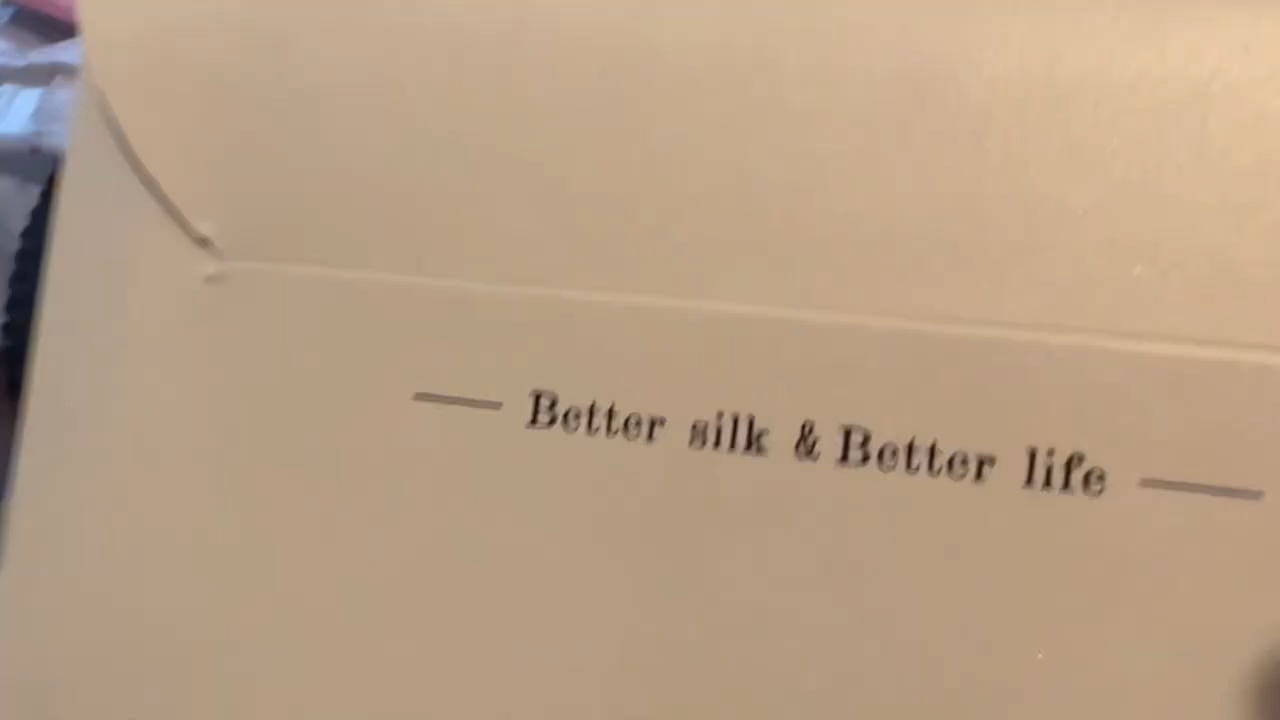 — Better silk & Better life —